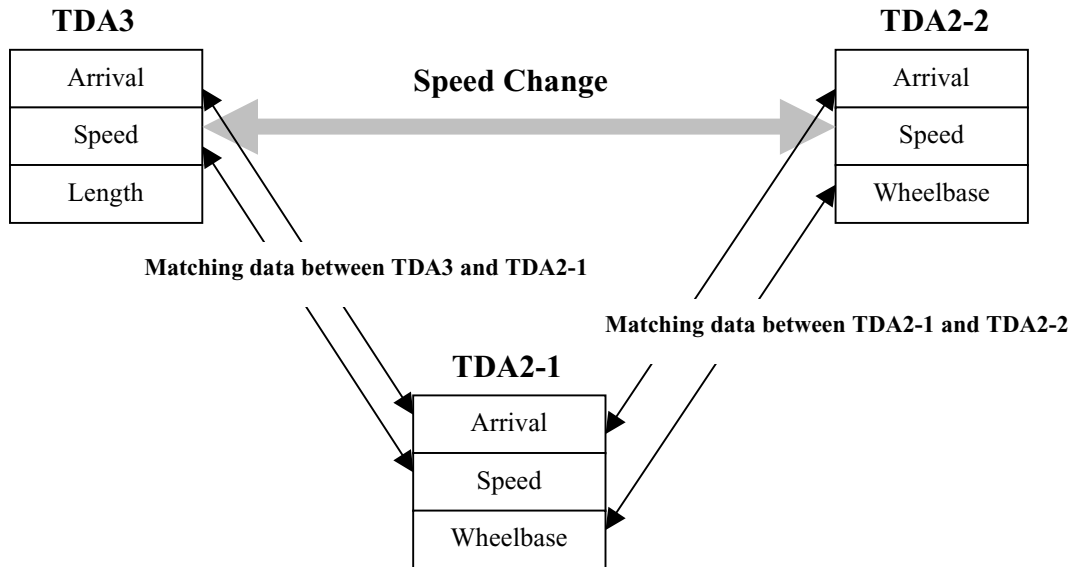 TDA3
TDA2-2
Arrival
Speed
Length
Speed Change
Arrival
Speed
Wheelbase
Matching data between TDA3 and TDA2-1
Matching data between TDA2-1 and TDA2-2
TDA2-1
Arrival
Speed
Wheelbase